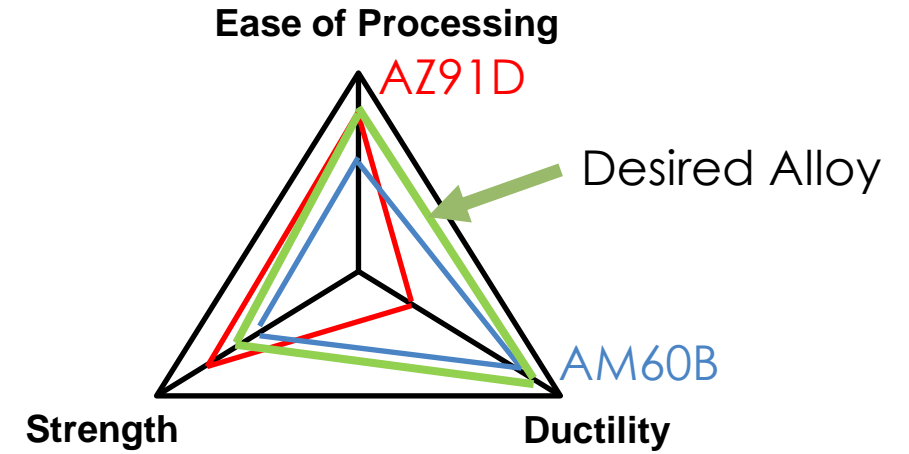 Ease of Processing
AZ91D
Desired Alloy
AM60B
Strength
Ductility